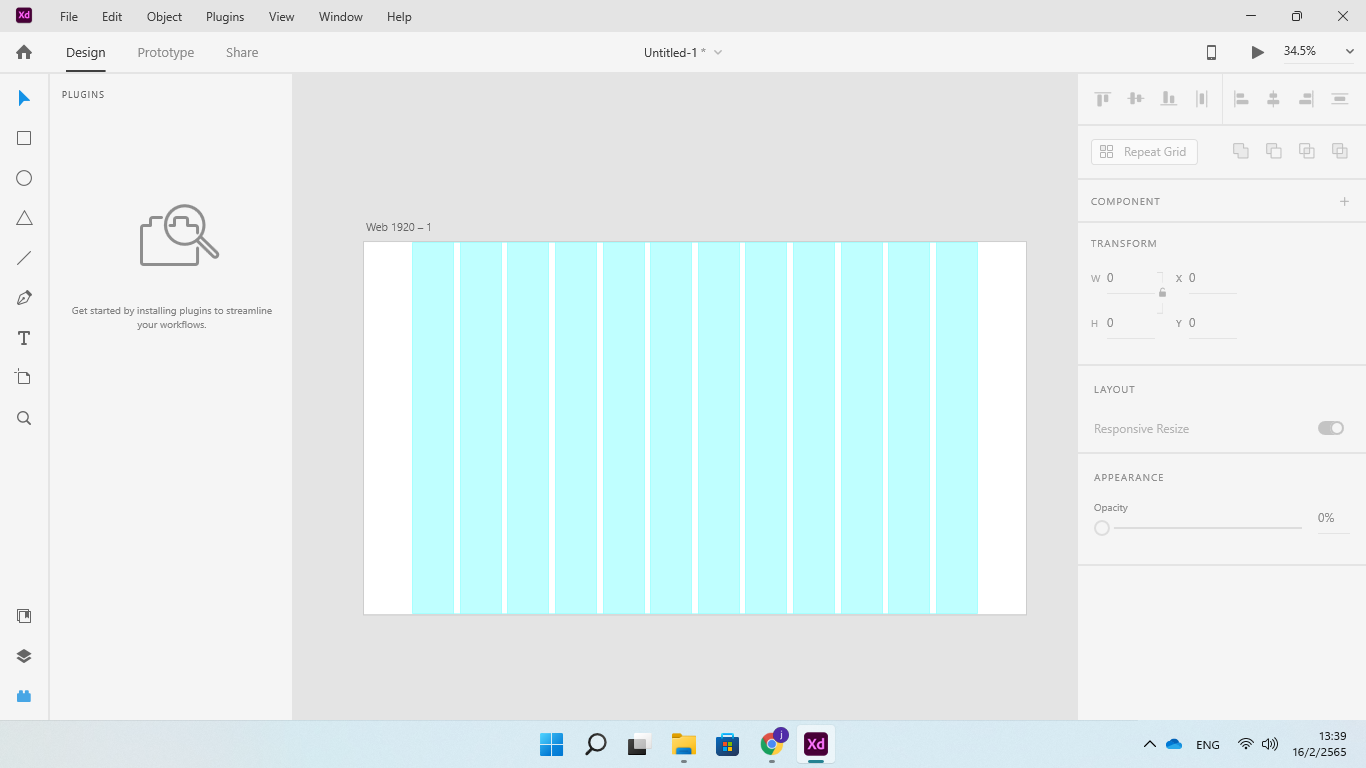 Xd File Edit Object Plugins View Window Help
Design Prototype Share Untitled-1 * 34.5%
PLUGINS
Get started by installing plugins to streamline
your workflows.
Web 1920 – 1
Repeat Grid
COMPONENT
TRANSFORM
W 0 X 0
H 0 Y 0
LAYOUT
Responsive Resize
APPEARANCE
Opacity
0%
j
Xd
ENG
13:39
16/2/2565